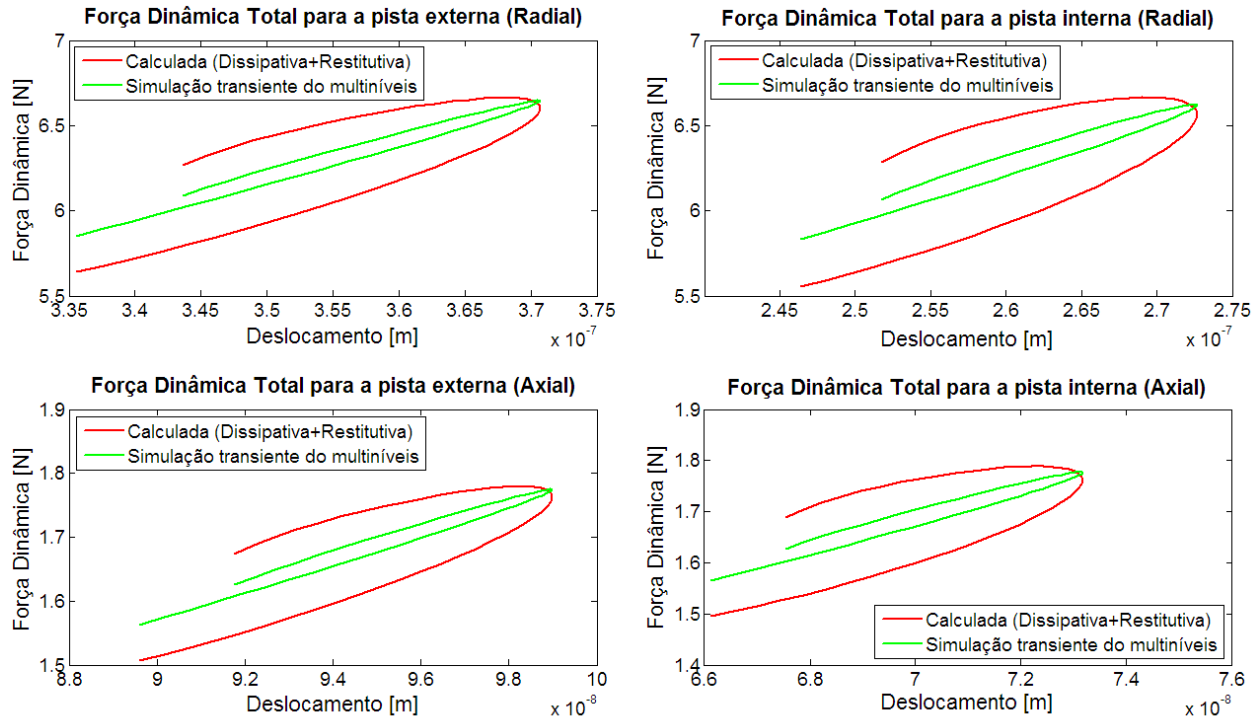 Força Dinâmica Total para a pista externa (Radial)
Força Dinâmica [N]
7
6.5
6
5.5
Calculada (Dissipativa+Restitutiva)
Simulação transiente do multiníveis
3.35 3.4 3.45 3.5 3.55 3.6 3.65 3.7 3.75
Deslocamento [m]
x 10-7
Força Dinâmica Total para a pista interna (Radial)
Força Dinâmica [N]
7
6.5
6
5.5
Calculada (Dissipativa+Restitutiva)
Simulação transiente do multiníveis
2.45 2.5 2.55 2.6 2.65 2.7 2.75
Deslocamento [m]
x 10-7
Força Dinâmica Total para a pista externa (Axial)
Força Dinâmica [N]
1.9
1.8
1.7
1.6
1.5
Calculada (Dissipativa+Restitutiva)
Simulação transiente do multiníveis
8.8 9 9.2 9.4 9.6 9.8 10
Deslocamento [m]
x 10-8
Força Dinâmica Total para a pista interna (Axial)
Força Dinâmica [N]
1.9
1.8
1.7
1.6
1.5
1.4
Calculada (Dissipativa+Restitutiva)
Simulação transiente do multiníveis
6.6 6.8 7 7.2 7.4 7.6
Deslocamento [m]
x 10-8